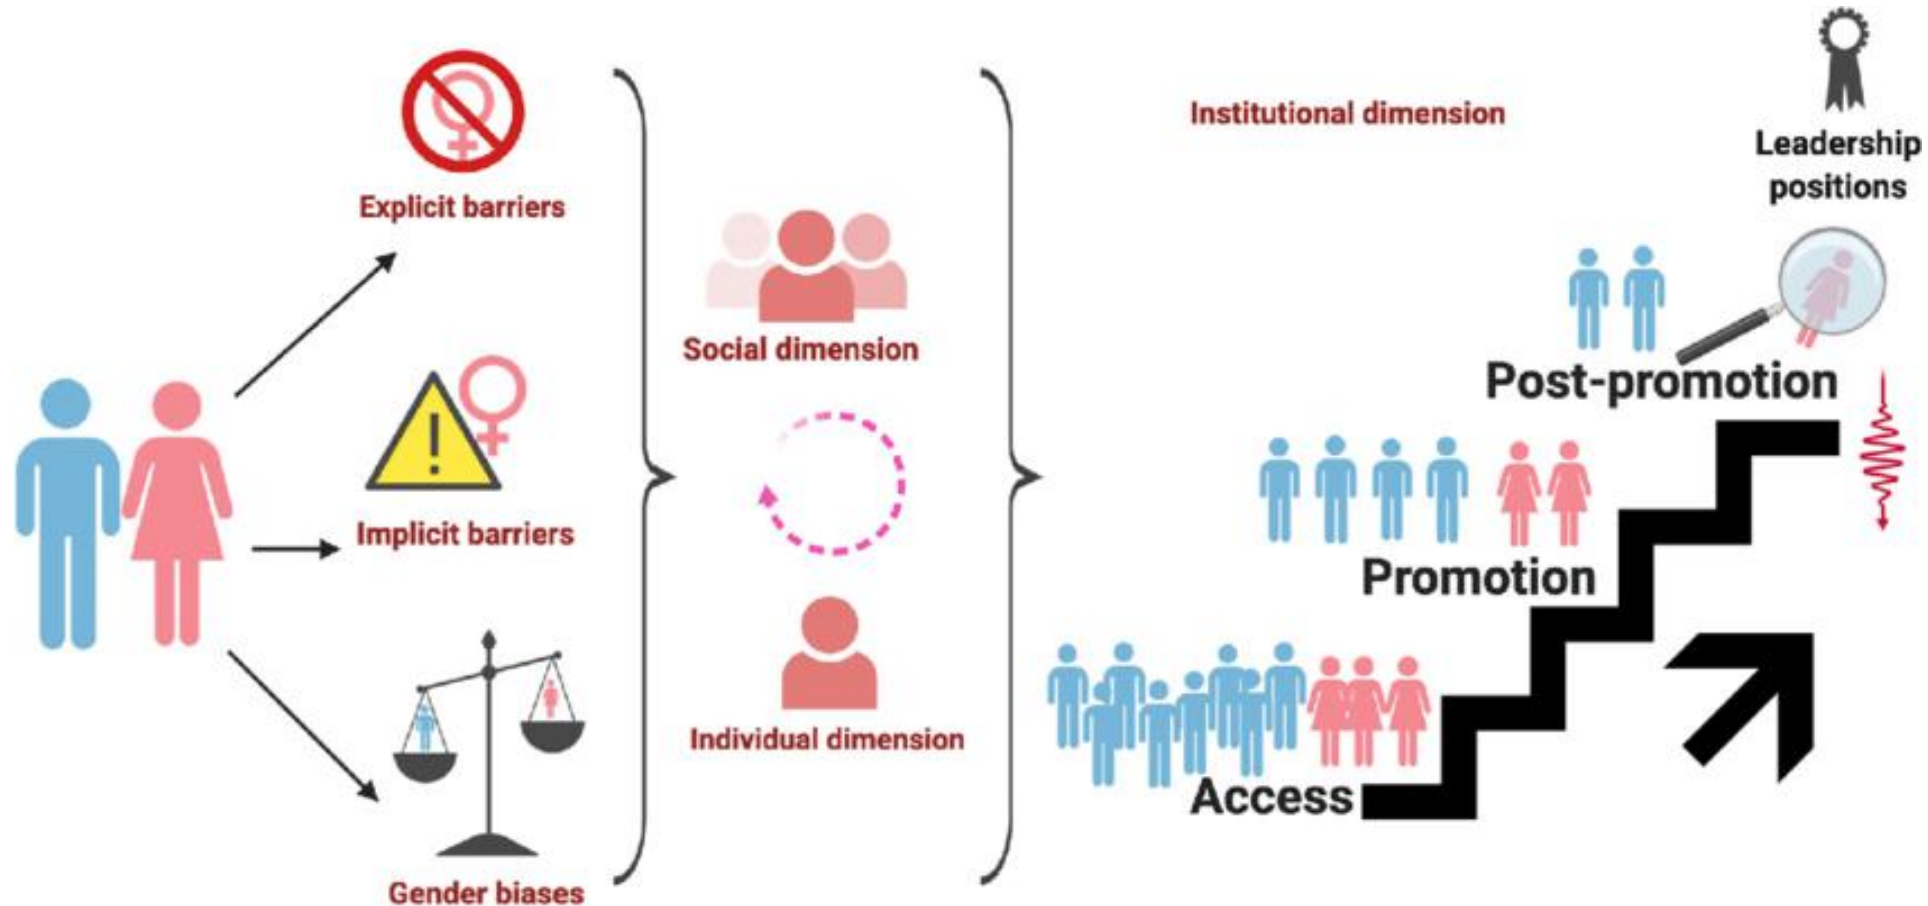 Explicit barriers
Implicit barriers
Gender biases
Social dimension
Individual dimension
Institutional dimension
Leadership
positions
Post-promotion
Promotion
Access